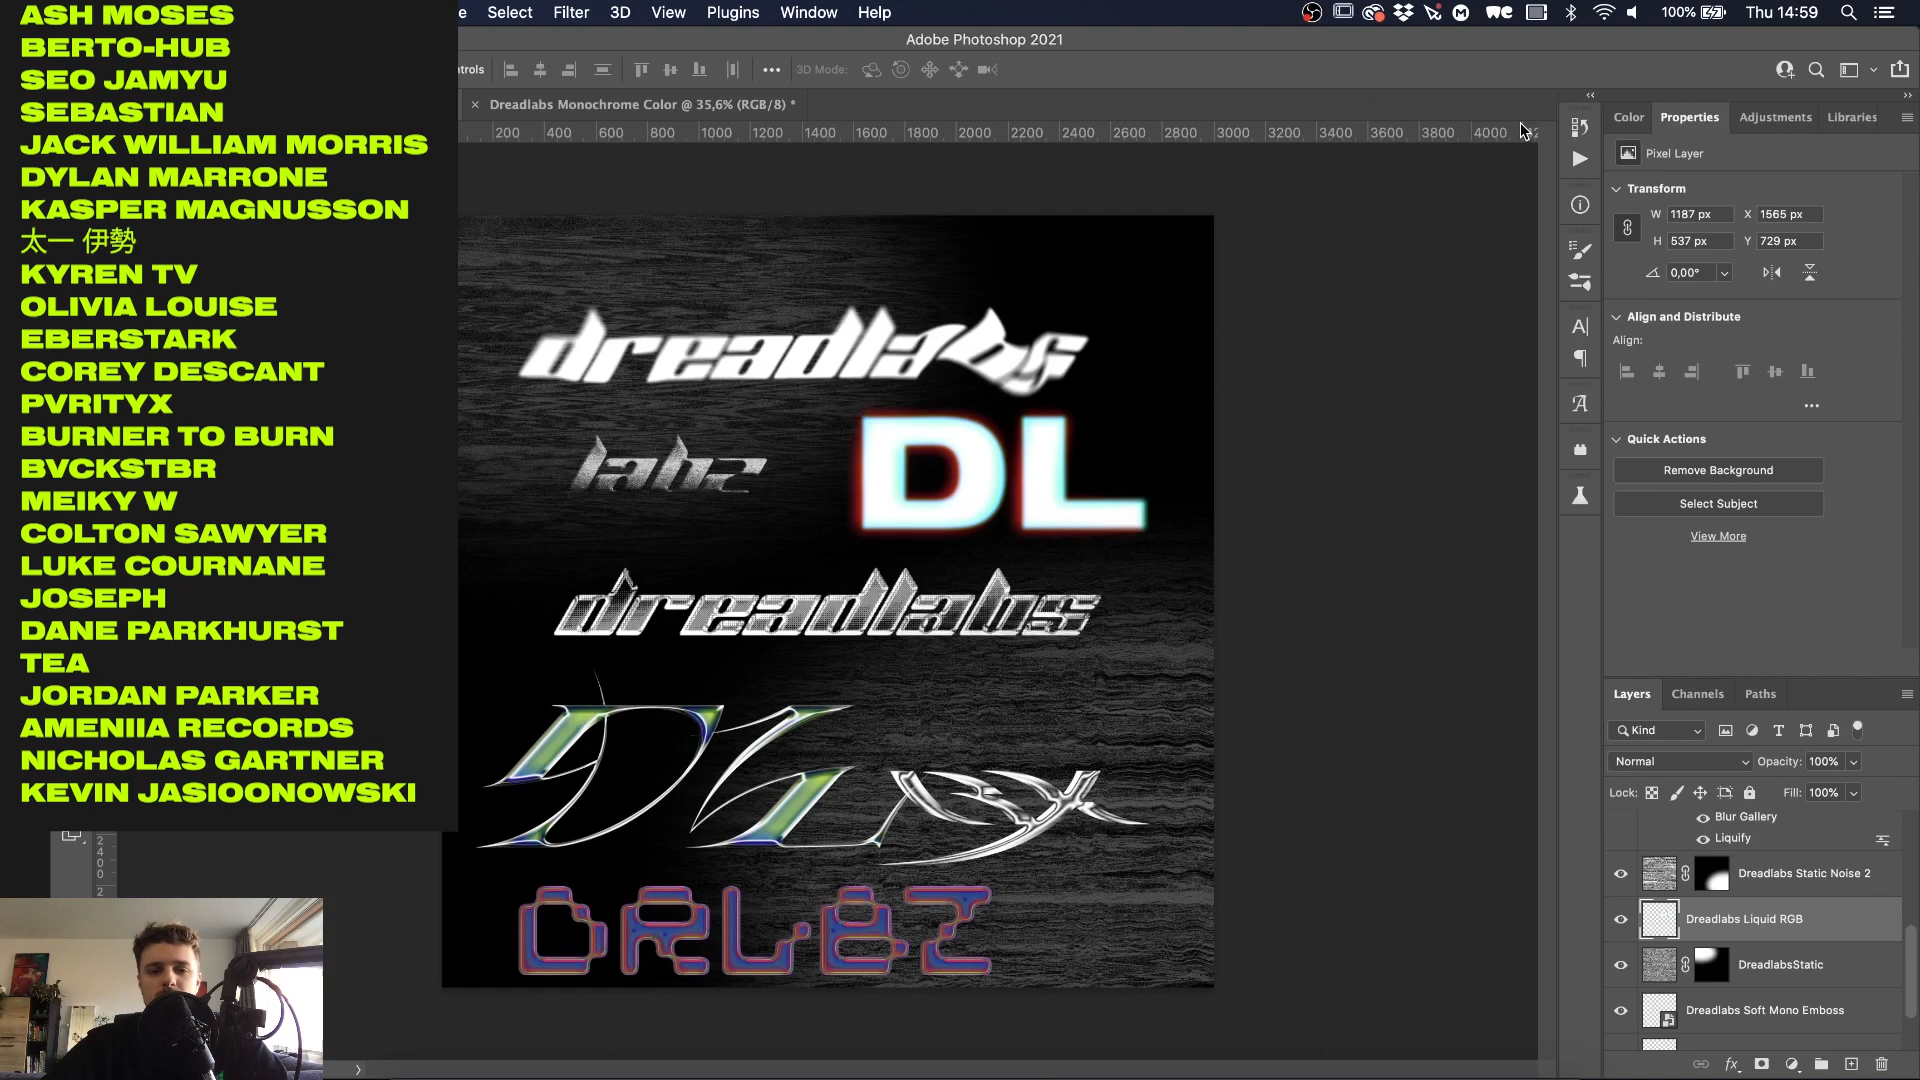 ASH MOSES
BERTO-HUB
SEO JAMYU
SEBASTIAN
JACK WILLIAM MORRIS
DYLAN MARRONE
KASPER MAGNUSSON
太一 伊勢
KYREN TV
OLIVIA LOUISE
EBERSTARK
COREY DESCANT
PVRITYX
BURNER TO BURN
BVCKSTBR
MEIKY W
COLTON SAWYER
LUKE COURNANE
JOSEPH
DANE PARKHURST
TEA
JORDAN PARKER
AMENIIA RECORDS
NICHOLAS GARTNER
KEVIN JASIOONOWSKI
Select Filter 3D View Plugins Window Help
100% Thu 14:59
Adobe Photoshop 2021
3D Mode:
Dreadlabs Monochrome Color @ 35,6% (RGB/8) *
200 400 600 800 1000 1200 1400 1600 1800 2000 2200 2400 2600 2800 3000 3200 3400 3600 3800 4000
dreadlabs
labz
DL
dreadlabs
DL
DRLBZ
Color Properties Adjustments Libraries
Pixel Layer
Transform
W 1187 px X 1565 px
H 537 px Y 729 px
0,00°
Align and Distribute
Align:
Quick Actions
Remove Background
Select Subject
View More
Layers Channels Paths
Kind
Normal Opacity: 100%
Lock: Fill: 100%
Blur Gallery
Liquify
Dreadlabs Static Noise 2
Dreadlabs Liquid RGB
DreadlabsStatic
Dreadlabs Soft Mono Emboss
2
4
0
0
2